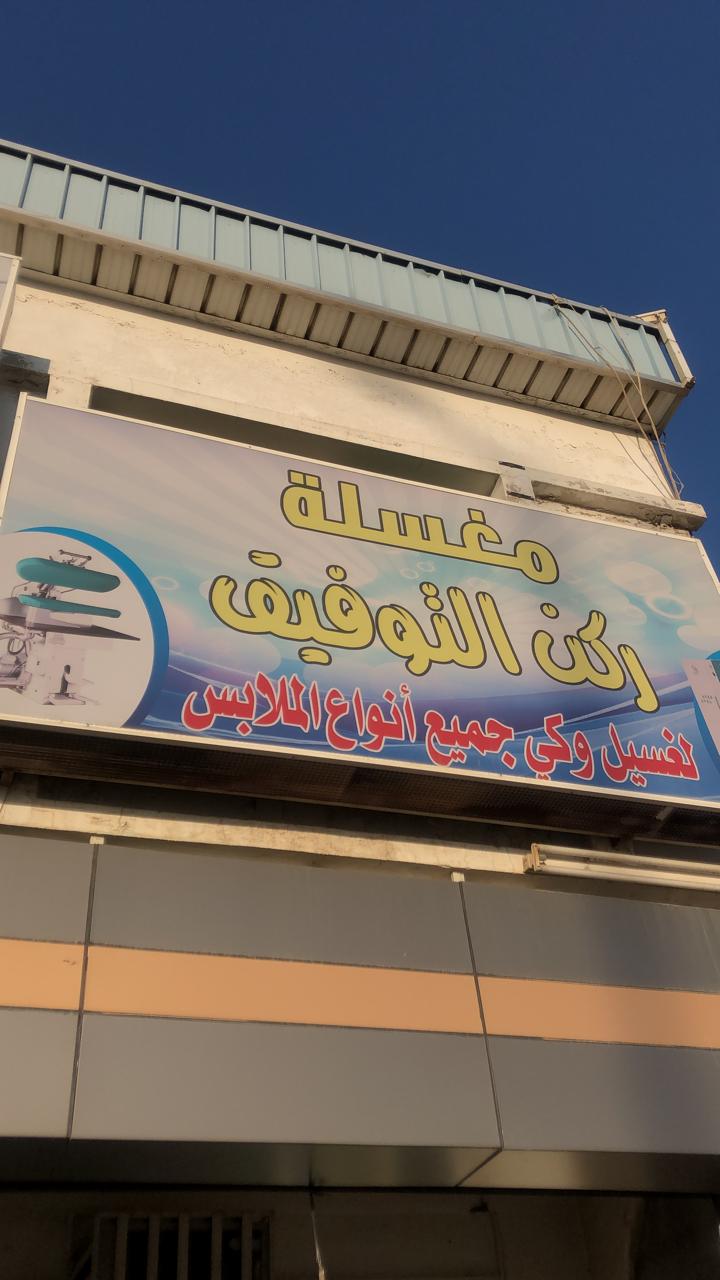 مغسلة
ركن التوفيق
لغسيل وكي جميع أنواع الملابس